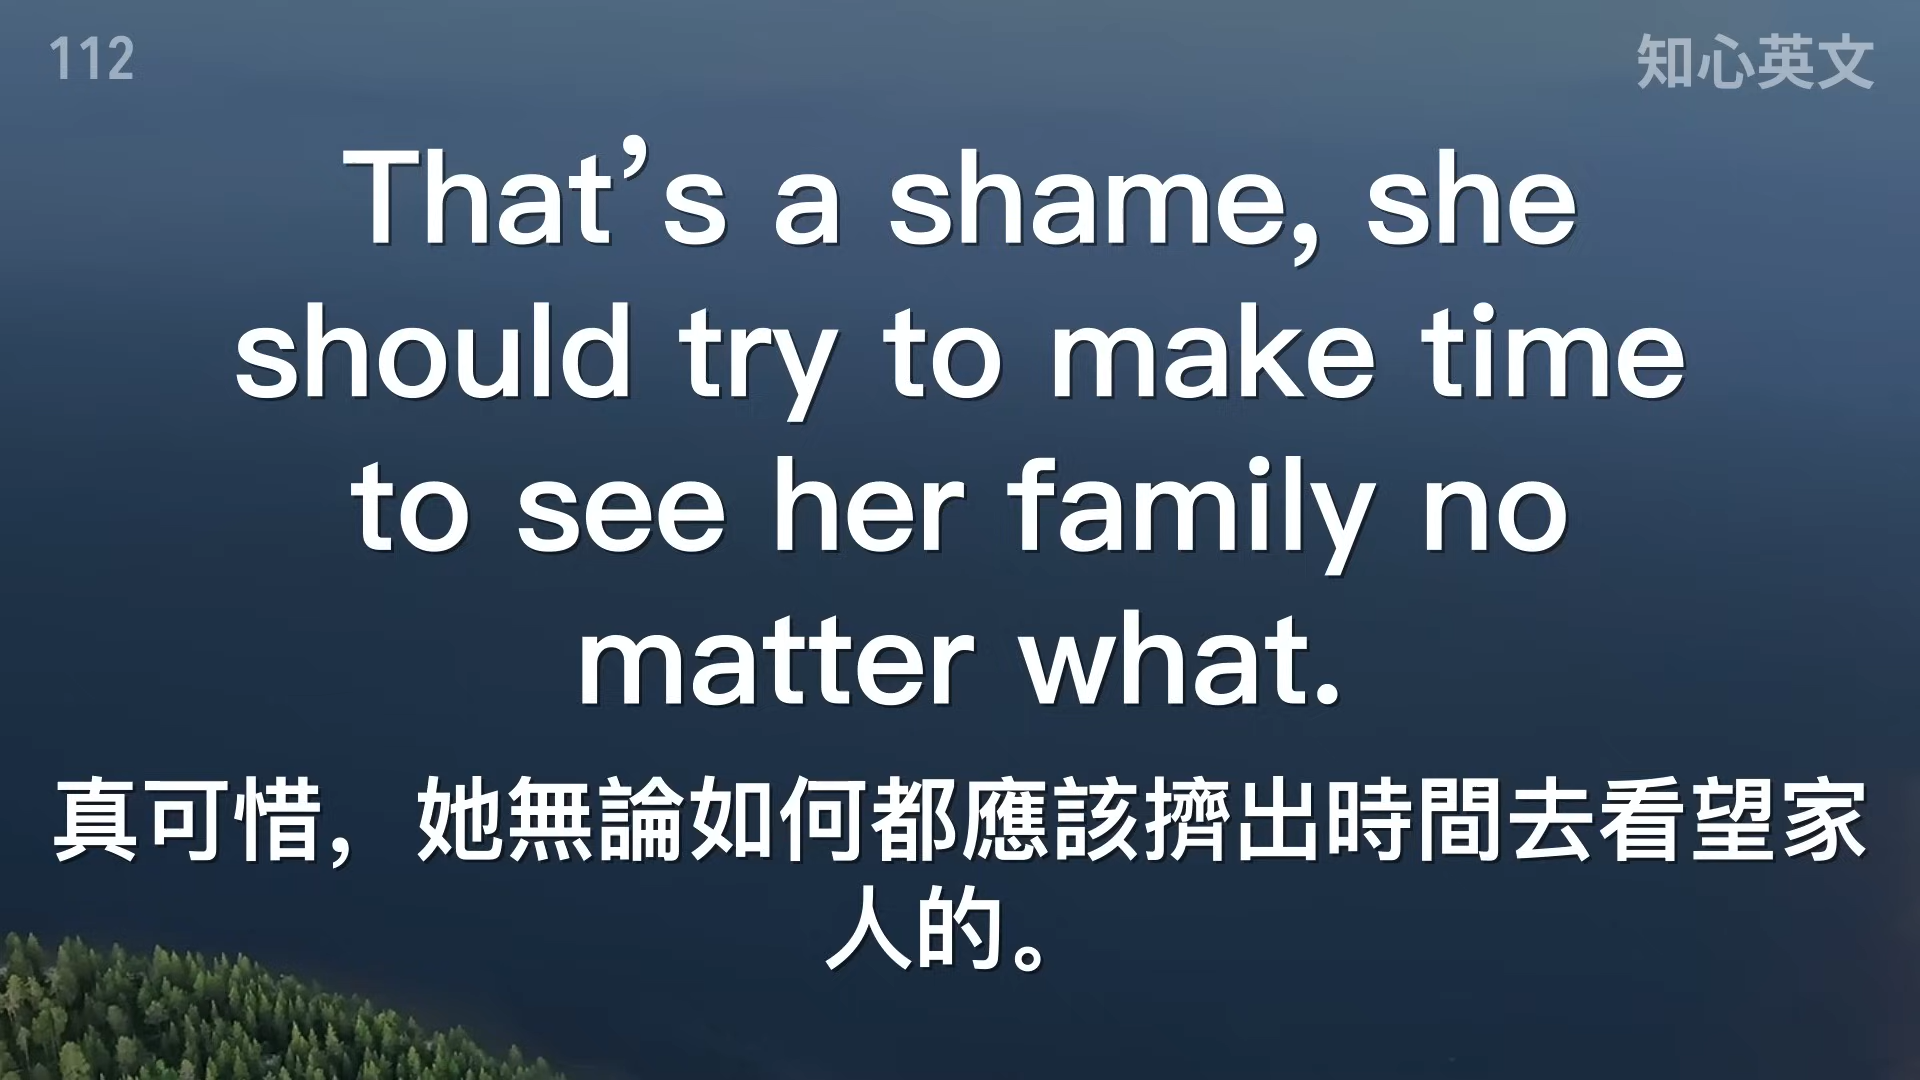 112
知心英文
That’s a shame, she
should try to make time
to see her family no
matter what.
真可惜，她無論如何都應該擠出時間去看望家
人的。